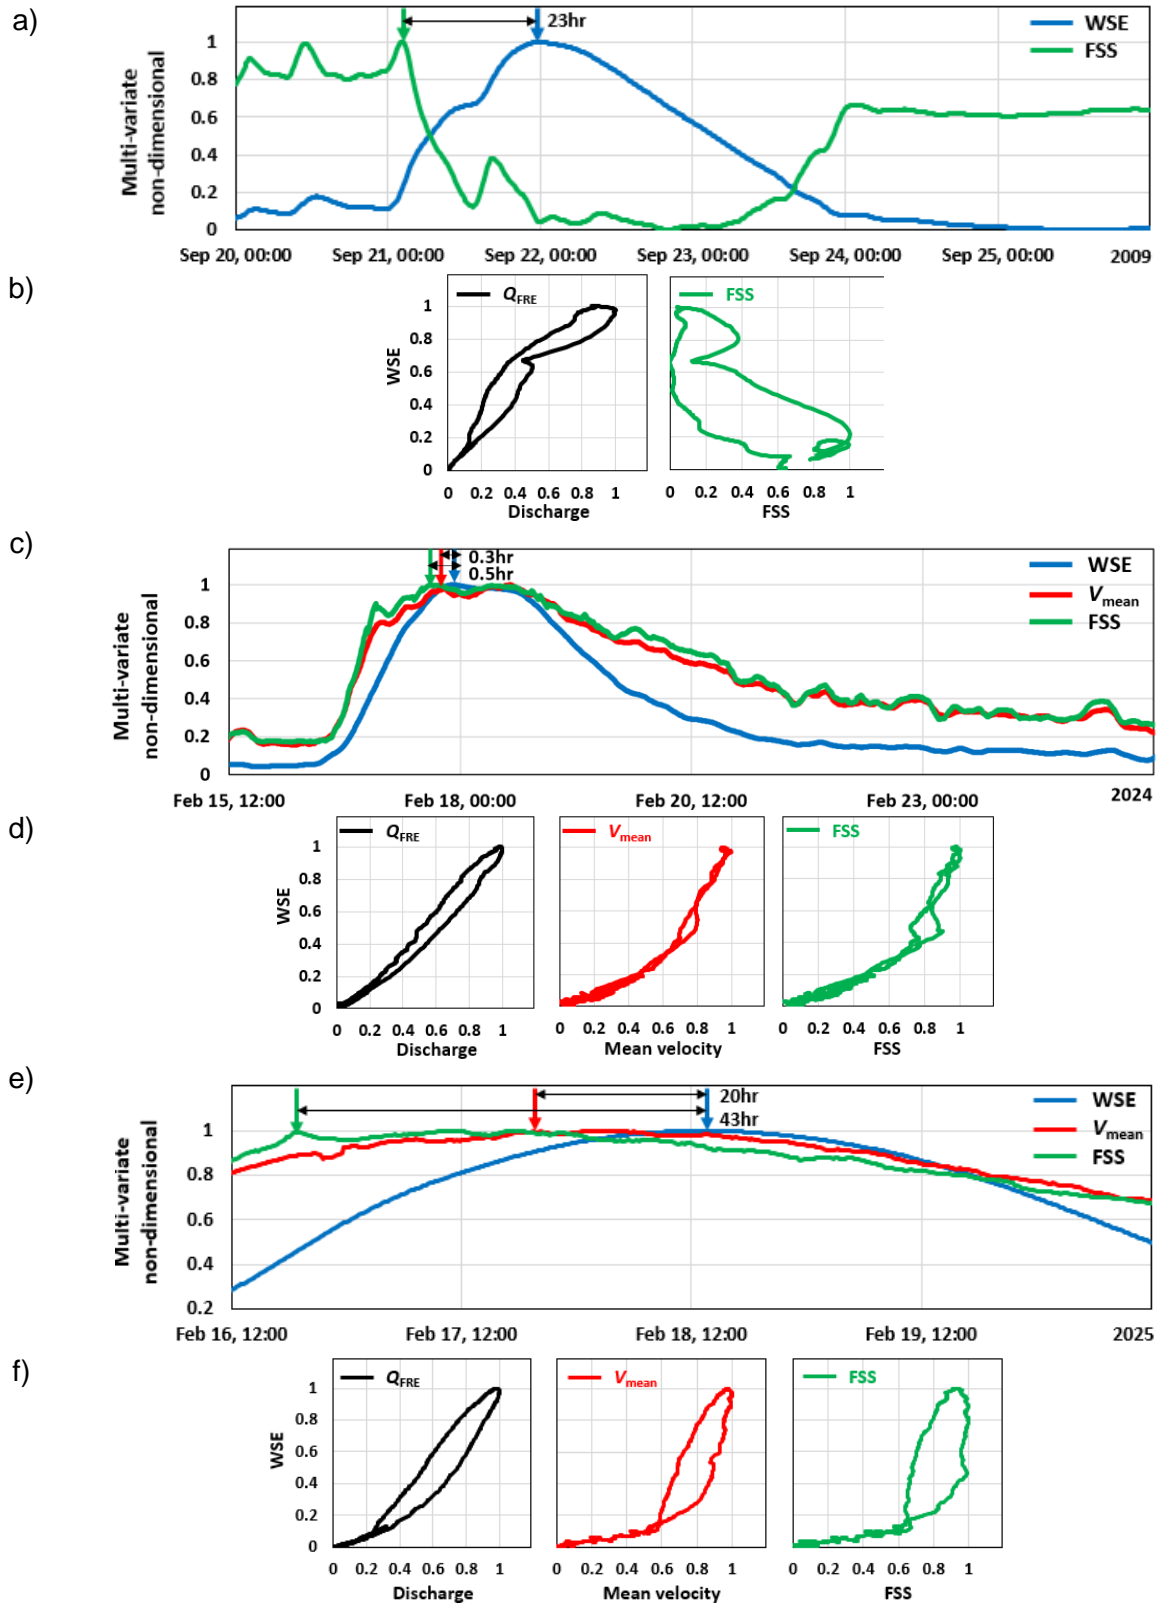 a)
23hr
WSE
FSS
Multi-variate
non-dimensional
1
0.8
0.6
0.4
0.2
0
Sep 20, 00:00 Sep 21, 00:00 Sep 22, 00:00 Sep 23, 00:00 Sep 24, 00:00 Sep 25, 00:00 2009
b)
QFRE
FSS
WSE
1
0.8
0.6
0.4
0.2
0
0 0.2 0.4 0.6 0.8 1
Discharge
0 0.2 0.4 0.6 0.8 1
FSS
c)
0.3hr
0.5hr
WSE
Vmean
FSS
Multi-variate
non-dimensional
1
0.8
0.6
0.4
0.2
0
Feb 15, 12:00 Feb 18, 00:00 Feb 20, 12:00 Feb 23, 00:00 2024
d)
QFRE
Vmean
FSS
WSE
1
0.8
0.6
0.4
0.2
0
0 0.2 0.4 0.6 0.8 1
Discharge
0 0.2 0.4 0.6 0.8 1
Mean velocity
0 0.2 0.4 0.6 0.8 1
FSS
e)
20hr
43hr
WSE
Vmean
FSS
Multi-variate
non-dimensional
1
0.8
0.6
0.4
0.2
Feb 16, 12:00 Feb 17, 12:00 Feb 18, 12:00 Feb 19, 12:00 2025
f)
QFRE
Vmean
FSS
WSE
1
0.8
0.6
0.4
0.2
0
0 0.2 0.4 0.6 0.8 1
Discharge
0 0.2 0.4 0.6 0.8 1
Mean velocity
0 0.2 0.4 0.6 0.8 1
FSS